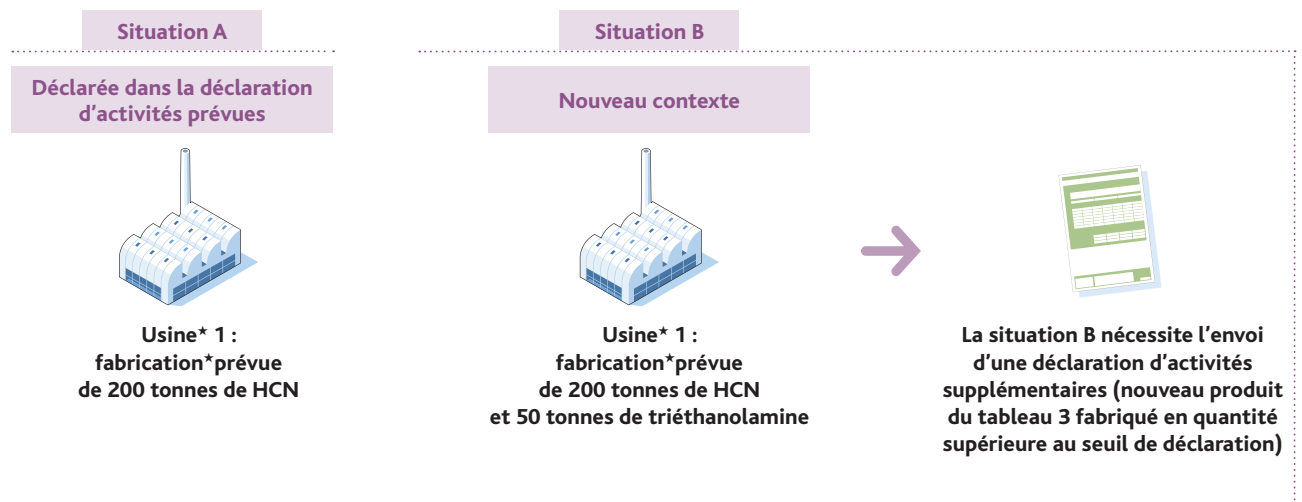 Situation A
Déclarée dans la déclaration
d'activités prévues
Usine★ 1 :
fabrication★prévue
de 200 tonnes de HCN
Situation B
Nouveau contexte
Usine★ 1 :
fabrication★prévue
de 200 tonnes de HCN
et 50 tonnes de triéthanolamine
La situation B nécessite l'envoi
d'une déclaration d'activités
supplémentaires (nouveau produit
du tableau 3 fabriqué en quantité
supérieure au seuil de déclaration)